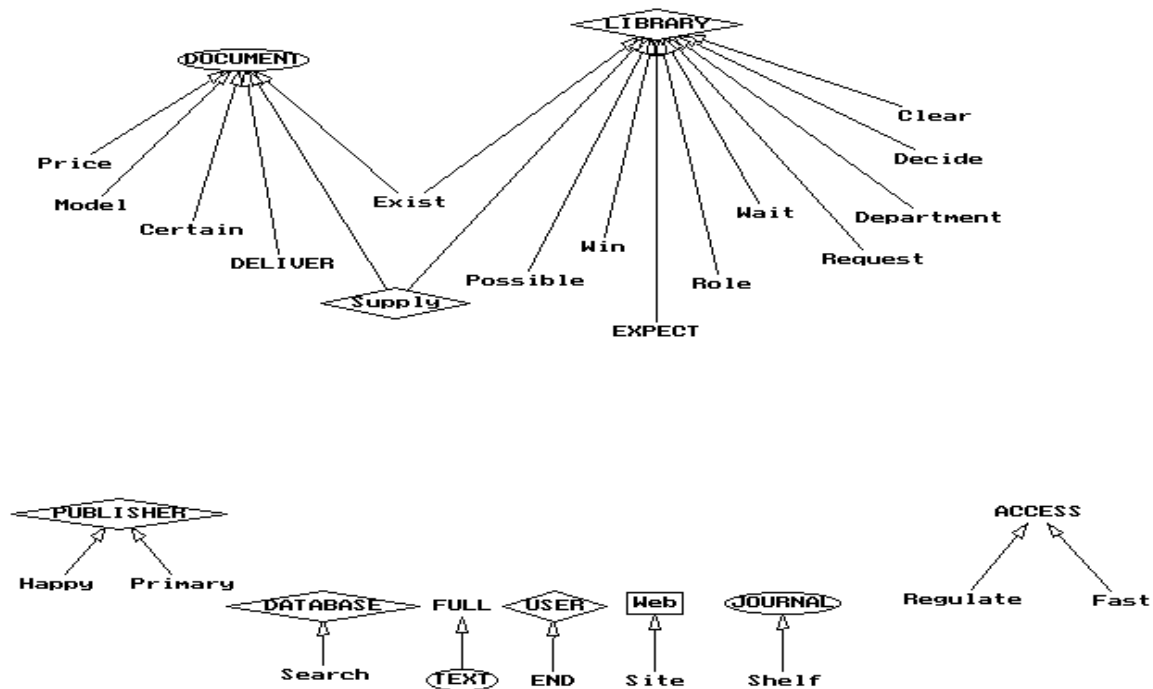 LIBRARY
DOCUMENT
Clear
Decide
Price
Model
Exist
Wait
Department
Certain
Win
DELIVER
Request
Possible
Role
Supply
EXPECT
PUBLISHER
ACCESS
Happy
Primary
Regulate
Fast
DATABASE
FULL
USER
Web
JOURNAL
Search
TEXT
END
Site
Shelf